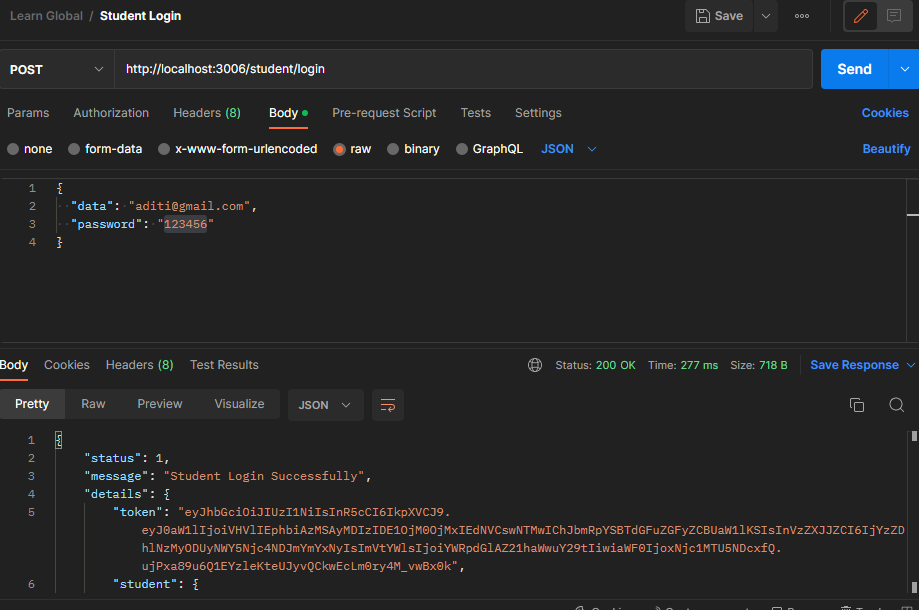 Learn Global / Student Login
Save
POST
http://localhost:3006/student/login
Send
Params Authorization Headers (8) Body Pre-request Script Tests Settings Cookies
none form-data x-www-form-urlencoded raw binary GraphQL JSON Beautify
1 {
2 "data": "aditi@gmail.com",
3 "password": "123456"
4 }
Body Cookies Headers (8) Test Results Status: 200 OK Time: 277 ms Size: 718 B Save Response
Pretty Raw Preview Visualize JSON
1 {
2 "status": 1,
3 "message": "Student Login Successfully",
4 "details": {
5 "token": "eyJhbGciOiJIUzI1NiIsInR5cCI6IkpXVCJ9.
eyJ0aW1lIjoiVHVlIEphbiAzMSAyMDIzIDE1OjM0OjMxIEdNVCswNTMwIChJbmRpYSBTdGFuZGFyZCBUaW1lKSIsInVzZXJJZCI6IjYzZD
hlNzMyODUyNWY5Njc4NDJmYmYxNyIsImVtYWlsIjoiYWRpdGlAZ21haWwuY29tIiwiaWF0IjoxNjc1MTU5NDcxfQ.
ujPxa89u6Q1EYzleKteUJyvQCkwEcLm0ry4M_vwBx0k",
6 "student": {